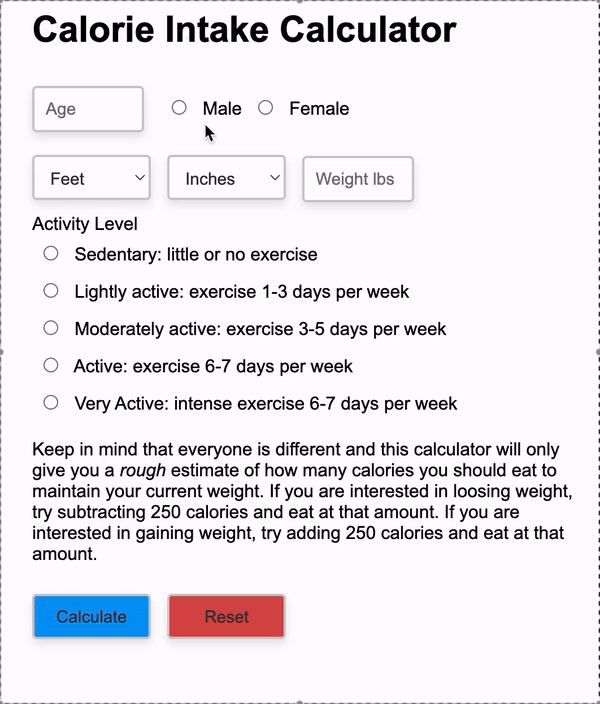 Calorie Intake Calculator
Age Male Female
Feet Inches Weight lbs
Activity Level
Sedentary: little or no exercise
Lightly active: exercise 1-3 days per week
Moderately active: exercise 3-5 days per week
Active: exercise 6-7 days per week
Very Active: intense exercise 6-7 days per week
Keep in mind that everyone is different and this calculator will only
give you a rough estimate of how many calories you should eat to
maintain your current weight. If you are interested in loosing weight,
try subtracting 250 calories and eat at that amount. If you are
interested in gaining weight, try adding 250 calories and eat at that
amount.
Calculate Reset